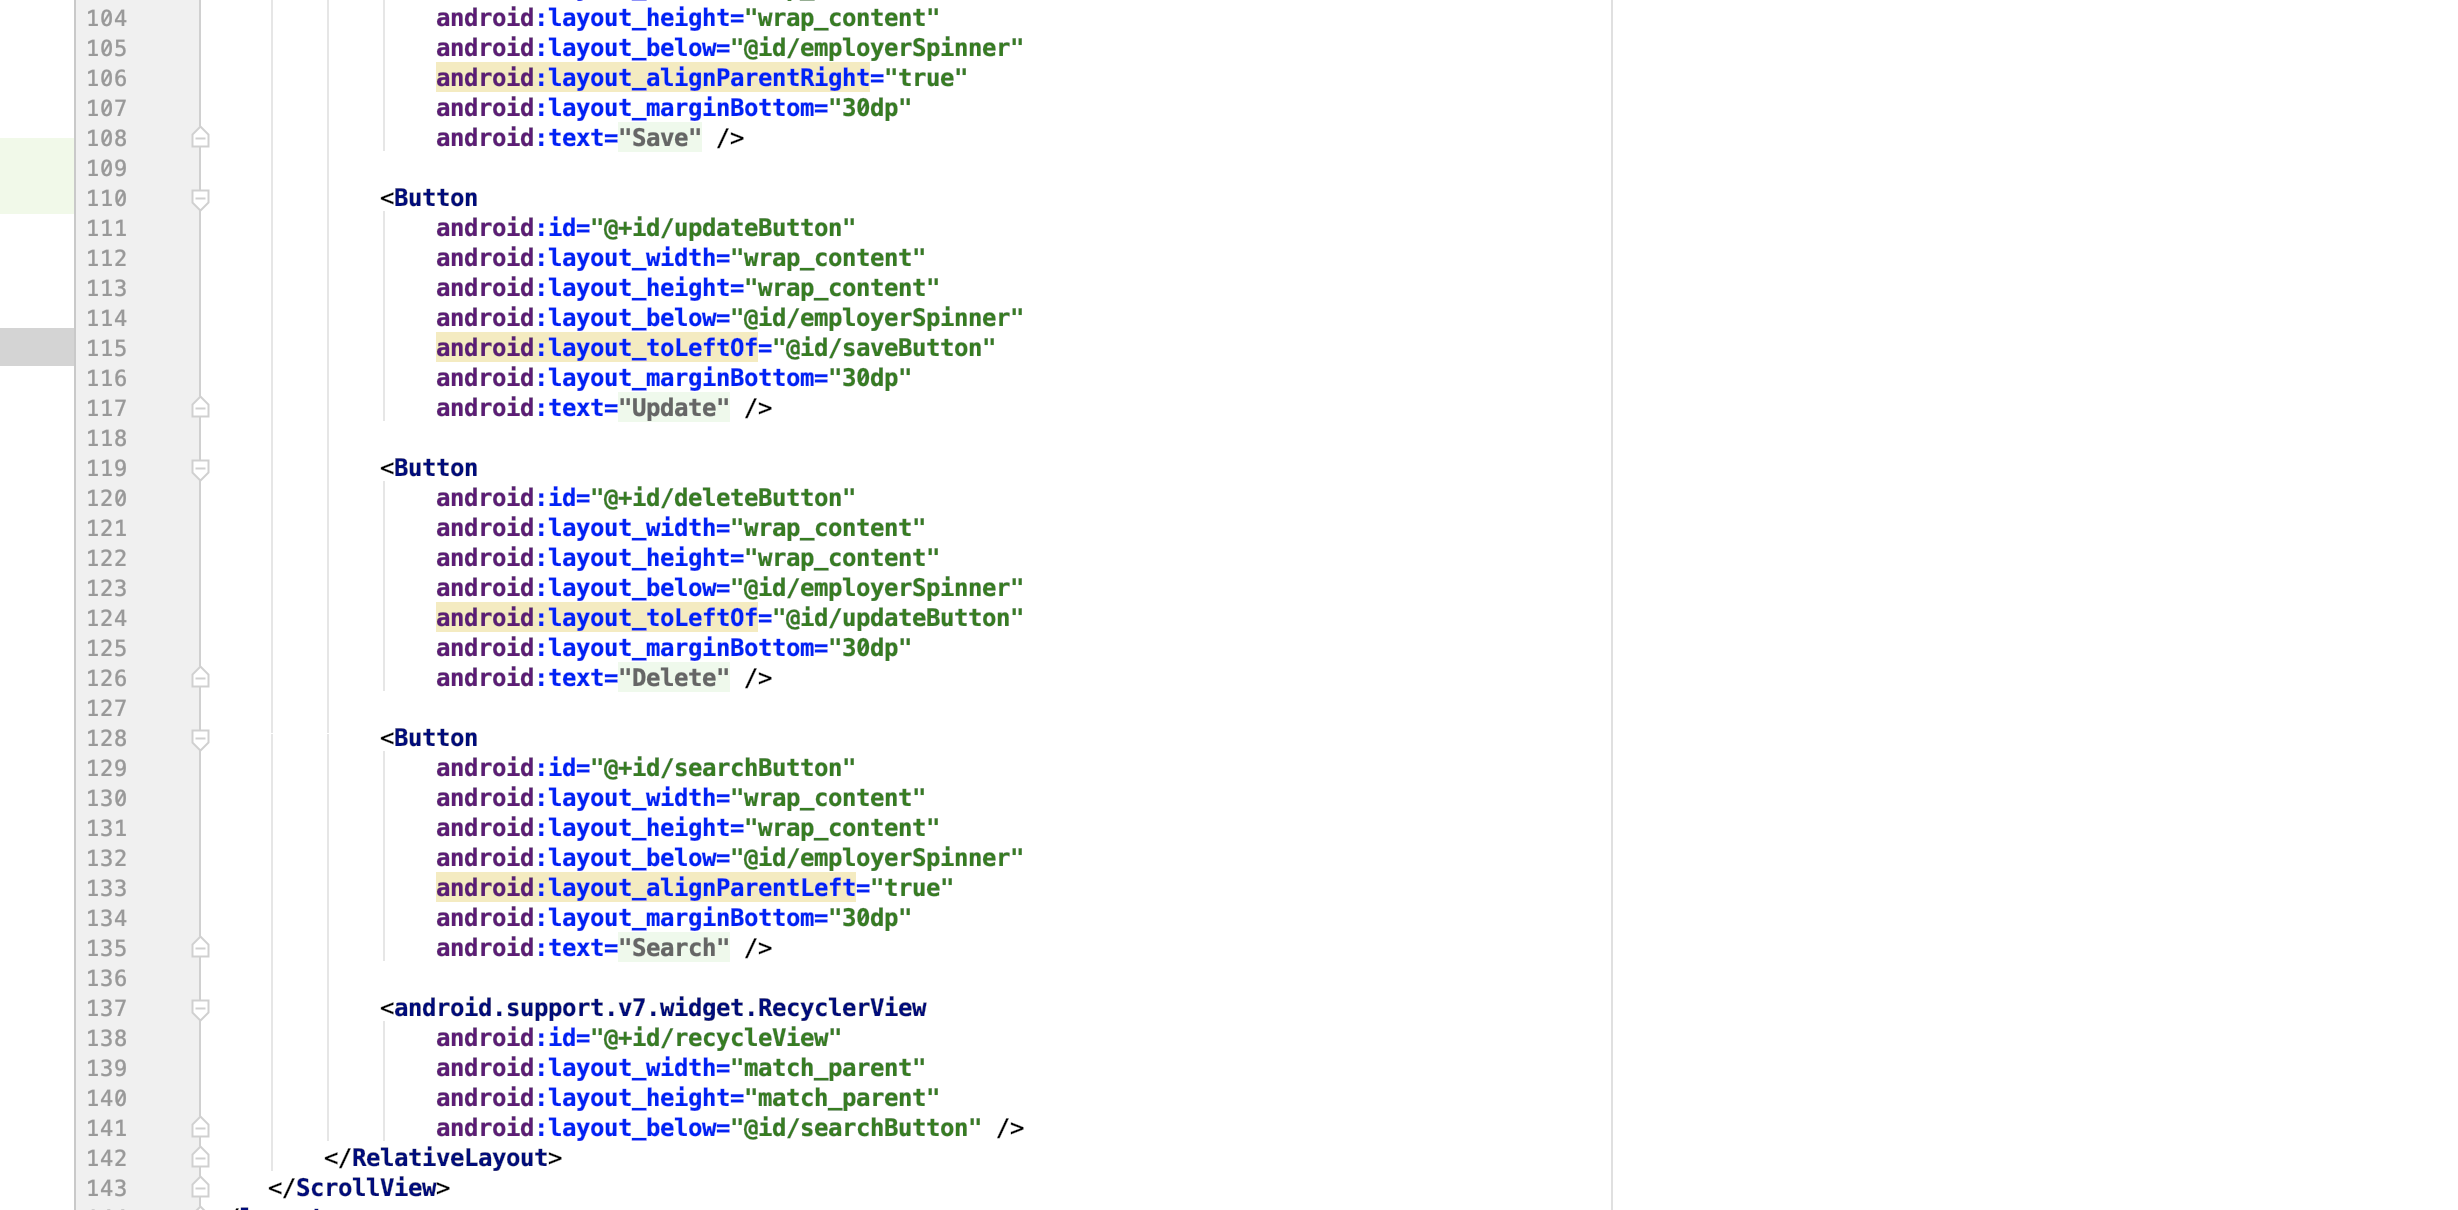 104 android:layout_height="wrap_content"
105 android:layout_below="@id/employerSpinner"
106 android:layout_alignParentRight="true"
107 android:layout_marginBottom="30dp"
108 android:text="Save" />
109
110 <Button
111 android:id="@+id/updateButton"
112 android:layout_width="wrap_content"
113 android:layout_height="wrap_content"
114 android:layout_below="@id/employerSpinner"
115 android:layout_toLeftOf="@id/saveButton"
116 android:layout_marginBottom="30dp"
117 android:text="Update" />
118
119 <Button
120 android:id="@+id/deleteButton"
121 android:layout_width="wrap_content"
122 android:layout_height="wrap_content"
123 android:layout_below="@id/employerSpinner"
124 android:layout_toLeftOf="@id/updateButton"
125 android:layout_marginBottom="30dp"
126 android:text="Delete" />
127
128 <Button
129 android:id="@+id/searchButton"
130 android:layout_width="wrap_content"
131 android:layout_height="wrap_content"
132 android:layout_below="@id/employerSpinner"
133 android:layout_alignParentLeft="true"
134 android:layout_marginBottom="30dp"
135 android:text="Search" />
136
137 <android.support.v7.widget.RecyclerView
138 android:id="@+id/recycleView"
139 android:layout_width="match_parent"
140 android:layout_height="match_parent"
141 android:layout_below="@id/searchButton" />
142 </RelativeLayout>
143 </ScrollView>